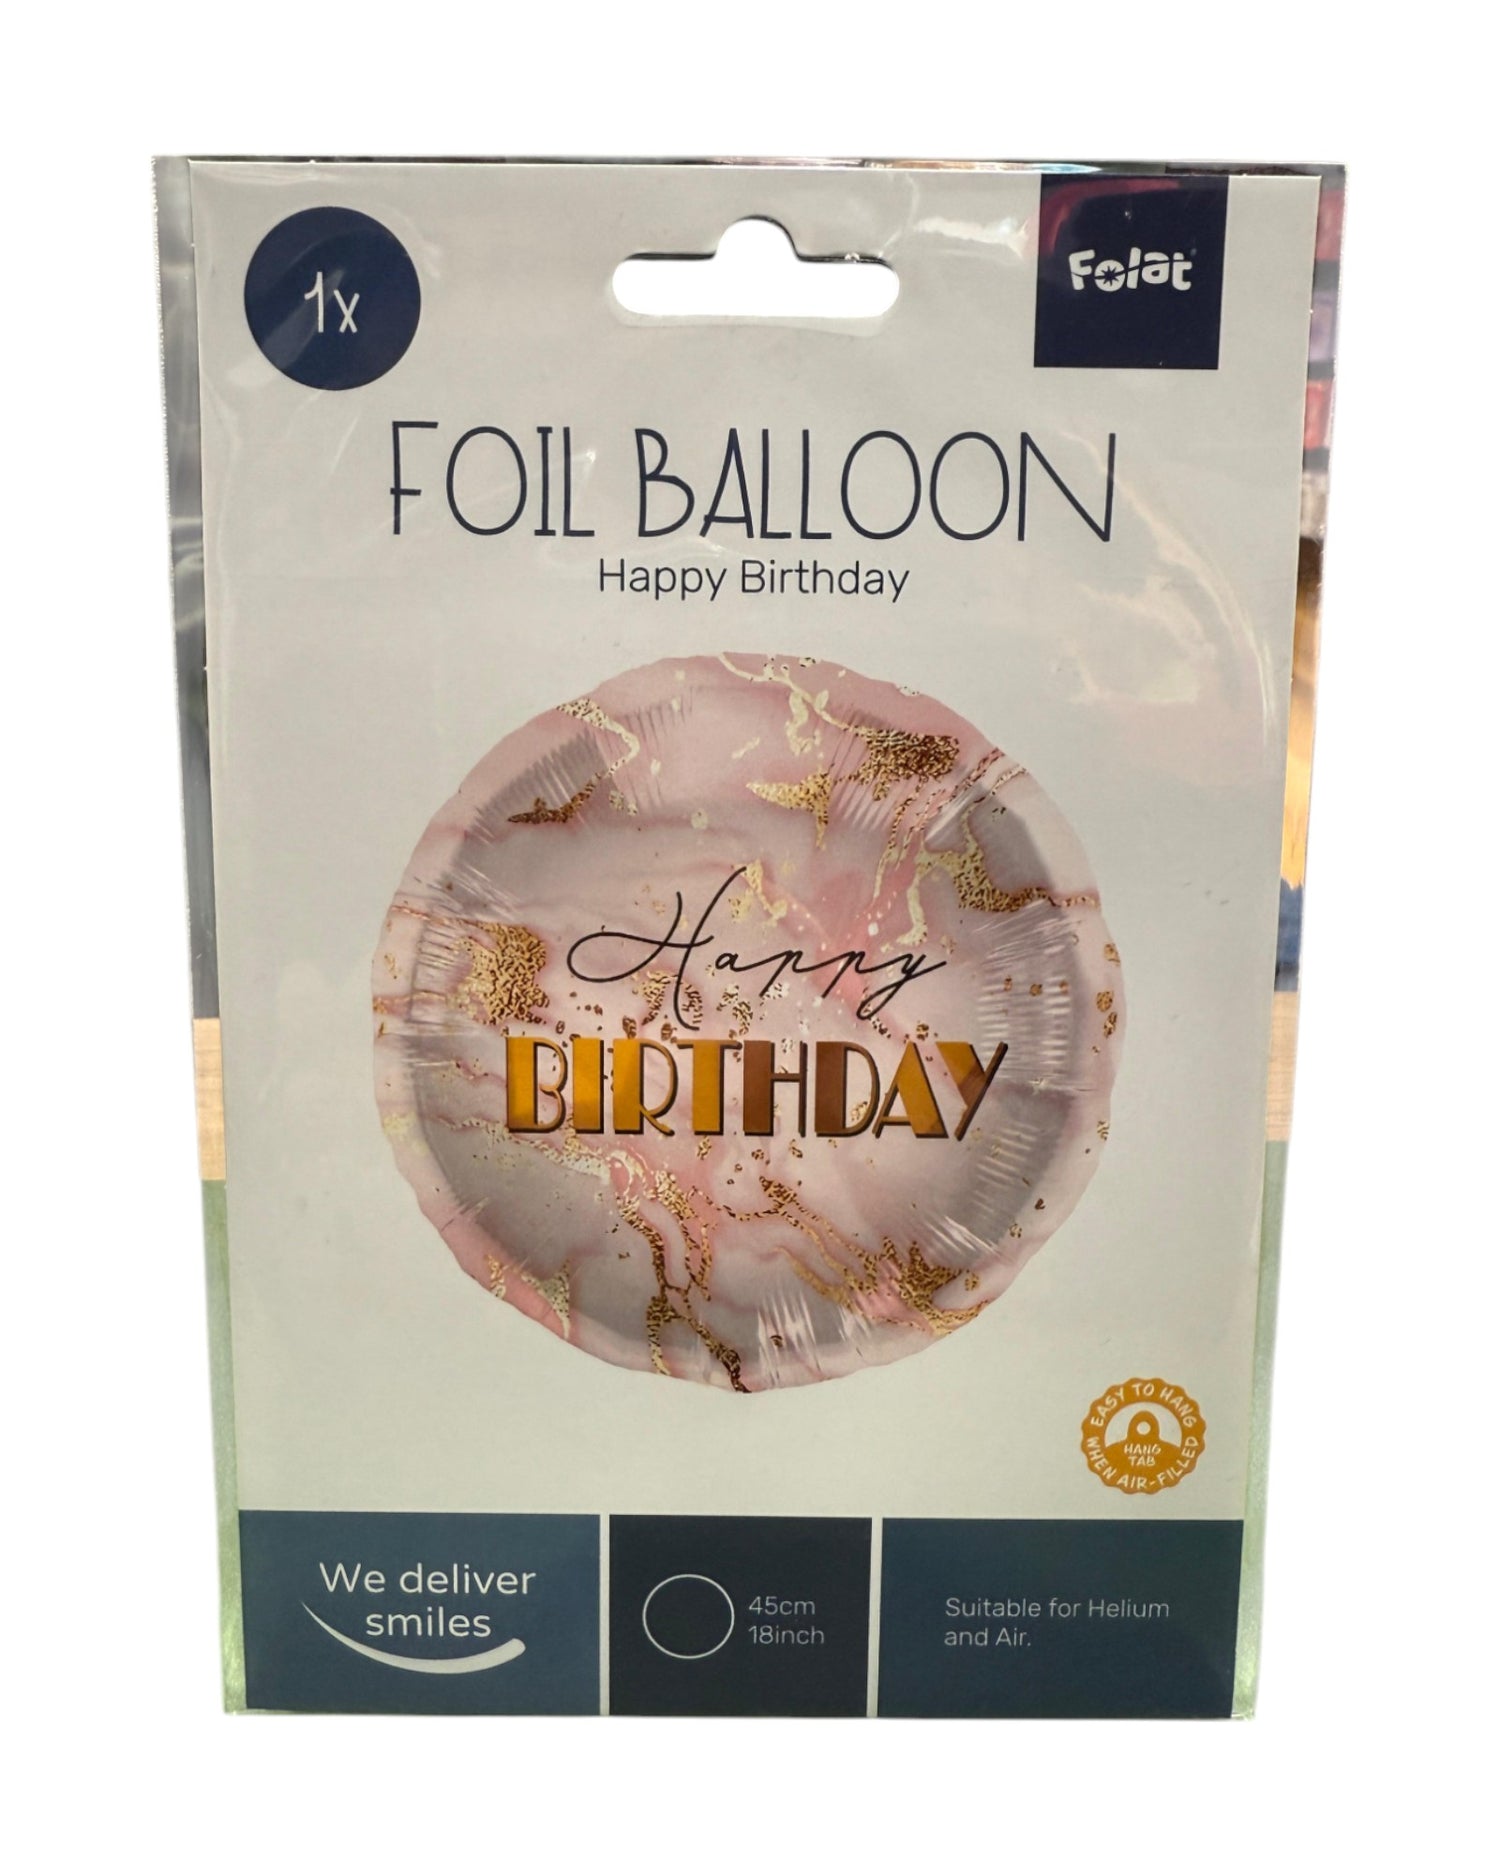 1x
Folat
FOIL BALLOON
Happy Birthday
Happy
BIRTHDAY
EASY TO HANG
HANG
TAB
WHEN AIR-FILLED
We deliver
smiles
45cm
18inch
Suitable for Helium
and Air.